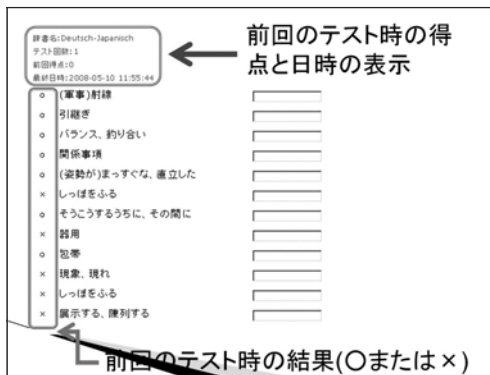 辞書名:Deutsch-Japanisch
テスト回数:1
前回得点:0
最終日時:2008-05-10 11:55:44
前回のテスト時の得
点と日時の表示
○ (軍事)射線
○ 引継ぎ
○ バランス、釣り合い
○ 関係事項
○ (姿勢が)まっすぐな、直立した
× しっぽをふる
○ そうこうするうちに、その間に
× 器用
○ 包帯
× 現象、現れ
× しっぽをふる
× 展示する、陳列する
前回のテスト時の結果(○または×)